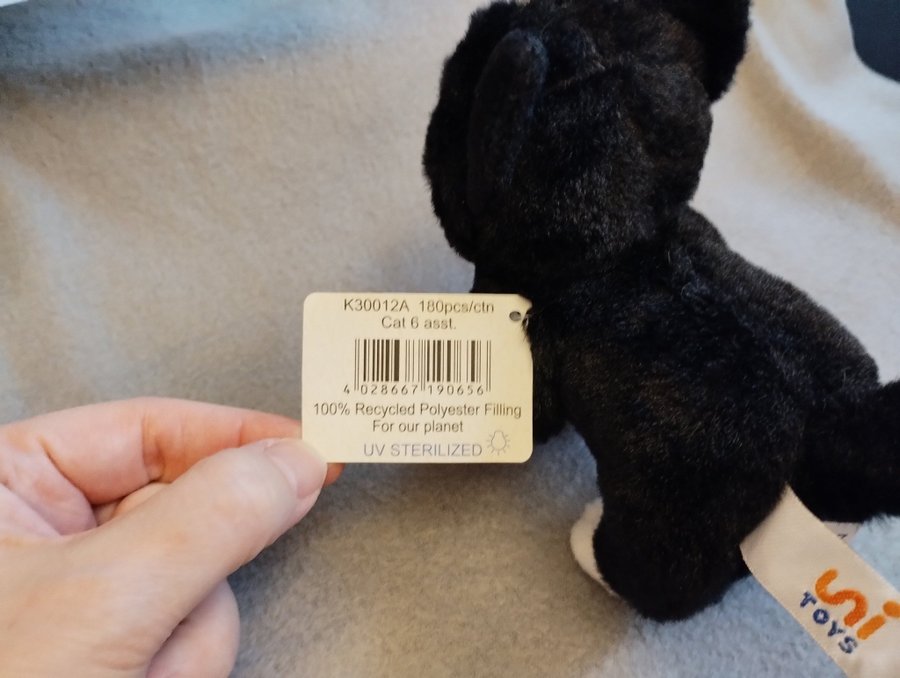 K30012A 180pcs/ctn
Cat 6 asst.
4 028667 190656
100% Recycled Polyester Filling
For our planet
UV STERILIZED
uni
TOYS